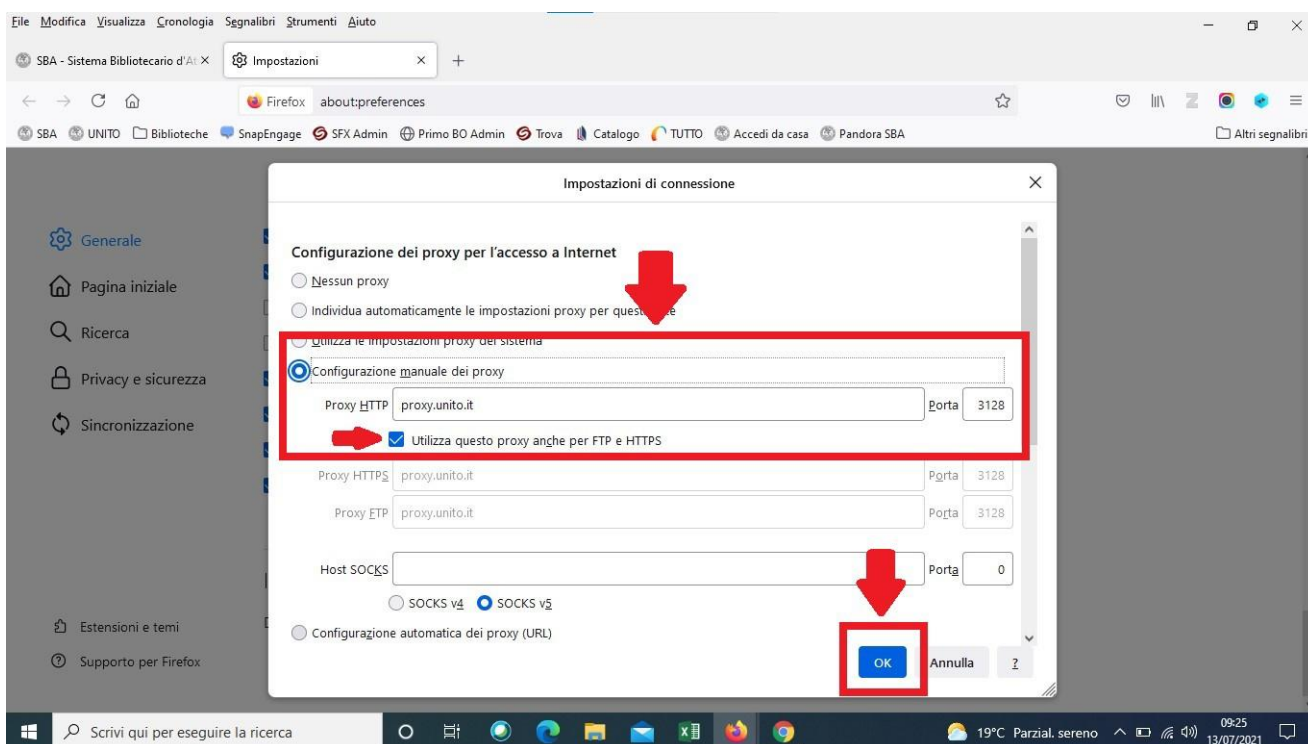 File Modifica Visualizza Cronologia Segnalibri Strumenti Aiuto
SBA - Sistema Bibliotecario d'At
Impostazioni
Firefox about:preferences
SBA UNITO Biblioteche SnapEngage SFX Admin Primo BO Admin Trova Catalogo TUTTO Accedi da casa Pandora SBA Altri segnalibri
Impostazioni di connessione
Generale
Pagina iniziale
Ricerca
Privacy e sicurezza
Sincronizzazione
Estensioni e temi
Supporto per Firefox
Configurazione dei proxy per l'accesso a Internet
Nessun proxy
Individua automaticamente le impostazioni proxy per
Utilizza le impostazioni proxy del sistema
Configurazione manuale dei proxy
Proxy HTTP proxy.unito.it Porta 3128
Utilizza questo proxy anche per FTP e HTTPS
Proxy HTTPS proxy.unito.it Porta 3128
Proxy FTP proxy.unito.it Porta 3128
Host SOCKS Porta 0
SOCKS v4 SOCKS v5
Configurazione automatica dei proxy (URL)
OK Annulla ?
Scrivi qui per eseguire la ricerca
19°C Parzial. sereno
09:25
13/07/2021